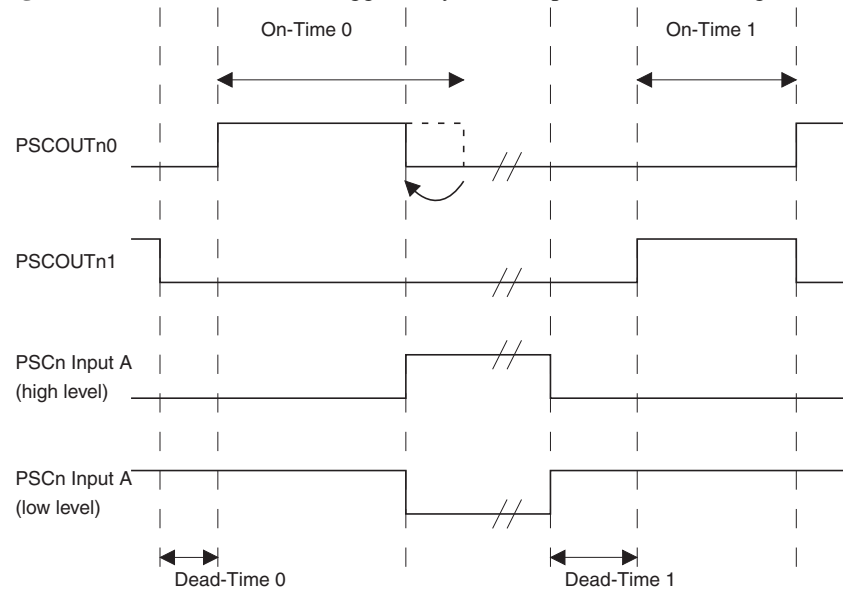 On-Time 0
On-Time 1
PSCOUTn0
PSCOUTn1
PSCn Input A
(high level)
PSCn Input A
(low level)
Dead-Time 0
Dead-Time 1